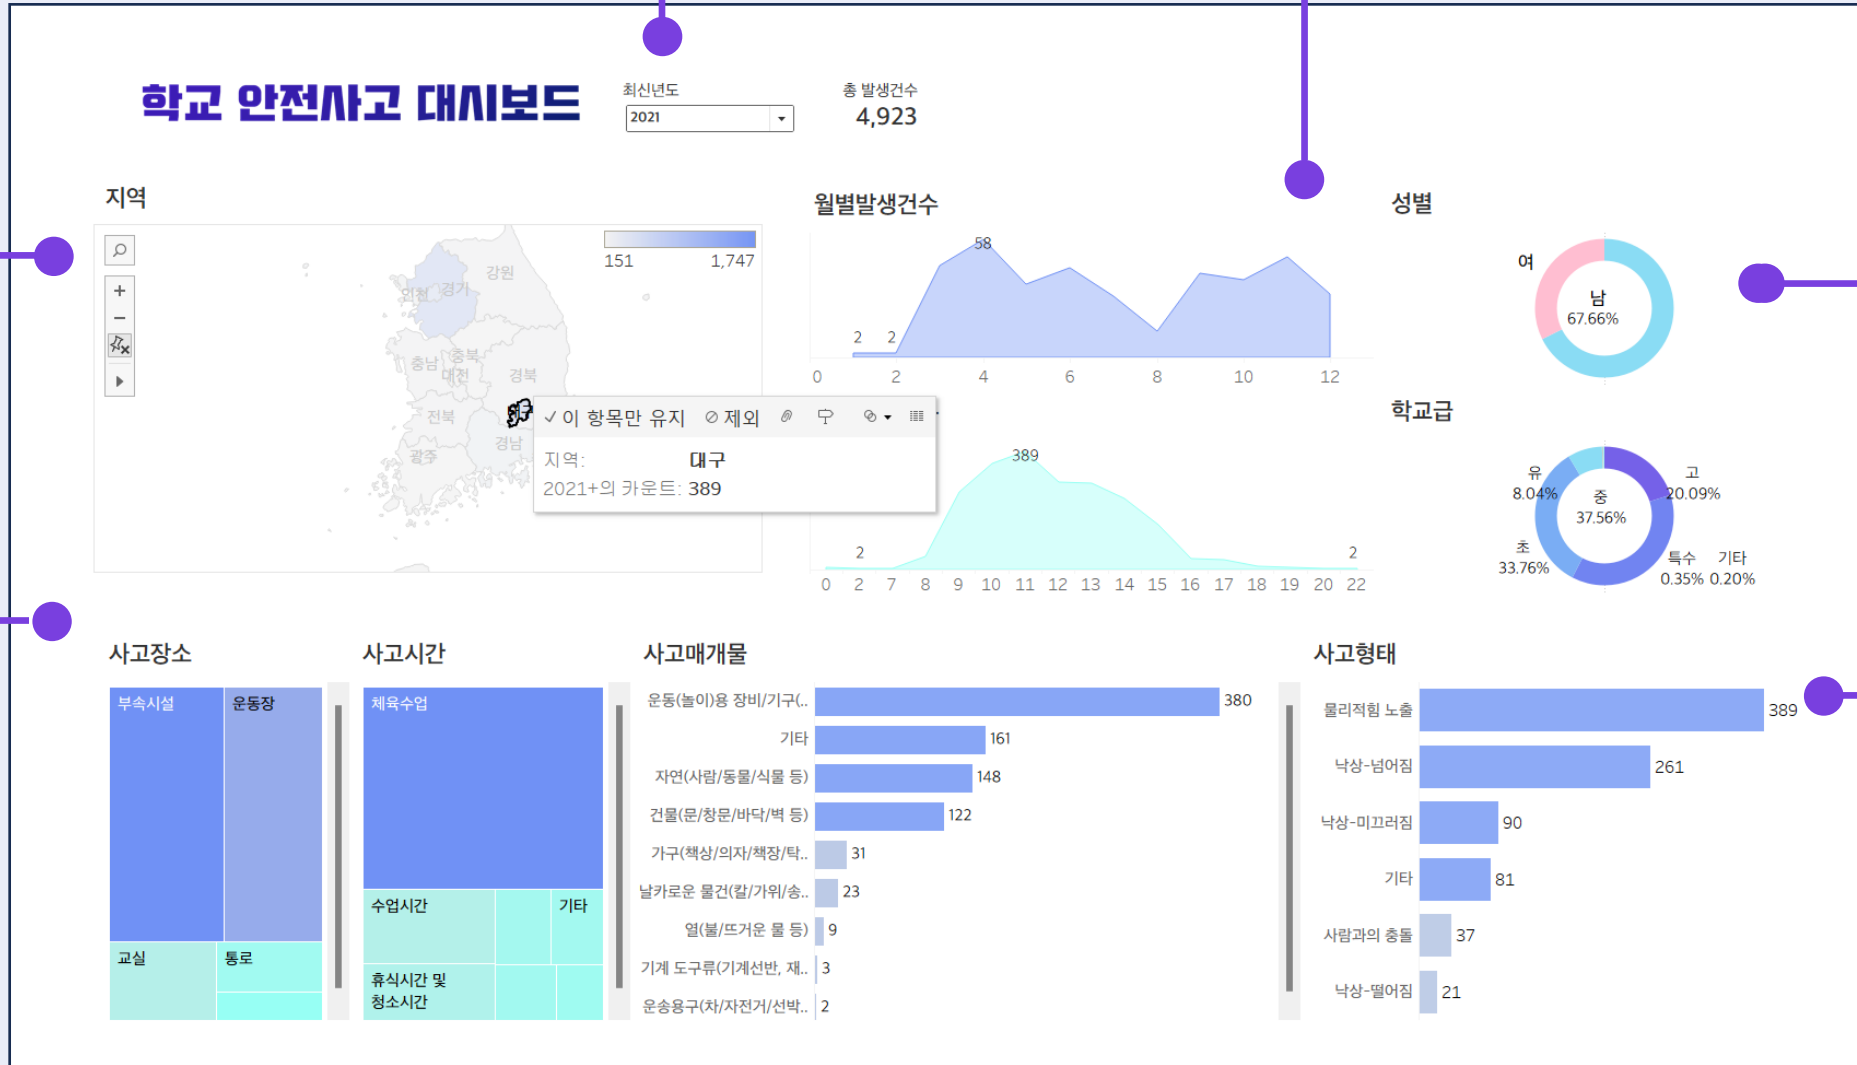 학교 안전사고 대시보드
최신년도
2021
총 발생건수
4,923
지역
151
1,747
강원
인천
경기
충남
충북
대전
경북
전북
경남
광주
이 항목만 유지
제외
지역:
대구
2021+의 카운트: 389
월별발생건수
58
2
2
0 2 4 6 8 10 12
389
2
2
0 2 7 8 9 10 11 12 13 14 15 16 17 18 19 20 22
성별
여
남
67.66%
학교급
유
8.04%
고
20.09%
중
37.56%
초
33.76%
특수
0.35%
기타
0.20%
사고장소
부속시설
운동장
교실
통로
사고시간
체육수업
수업시간
기타
휴식시간 및
청소시간
사고매개물
운동(놀이)용 장비/기구(.. 380
기타 161
자연(사람/동물/식물 등) 148
건물(문/창문/바닥/벽 등) 122
가구(책상/의자/책장/탁.. 31
날카로운 물건(칼/가위/송.. 23
열(불/뜨거운 물 등) 9
기계 도구류(기계선반, 재.. 3
운송용구(차/자전거/선박.. 2
사고형태
물리적힘 노출 389
낙상-넘어짐 261
낙상-미끄러짐 90
기타 81
사람과의 충돌 37
낙상-떨어짐 21